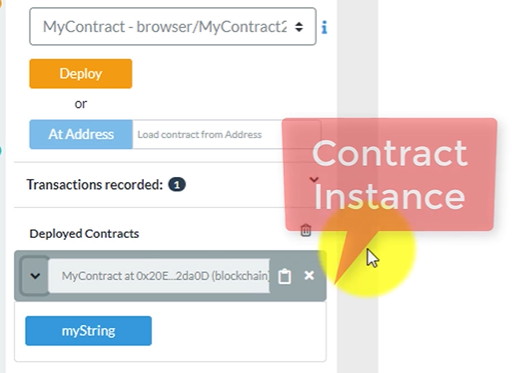 MyContract - browser/MyContract2
Deploy
or
At Address
Load contract from Address
Contract
Instance
Transactions recorded: 1
Deployed Contracts
MyContract at 0x20E...2da0D (blockchain)
myString